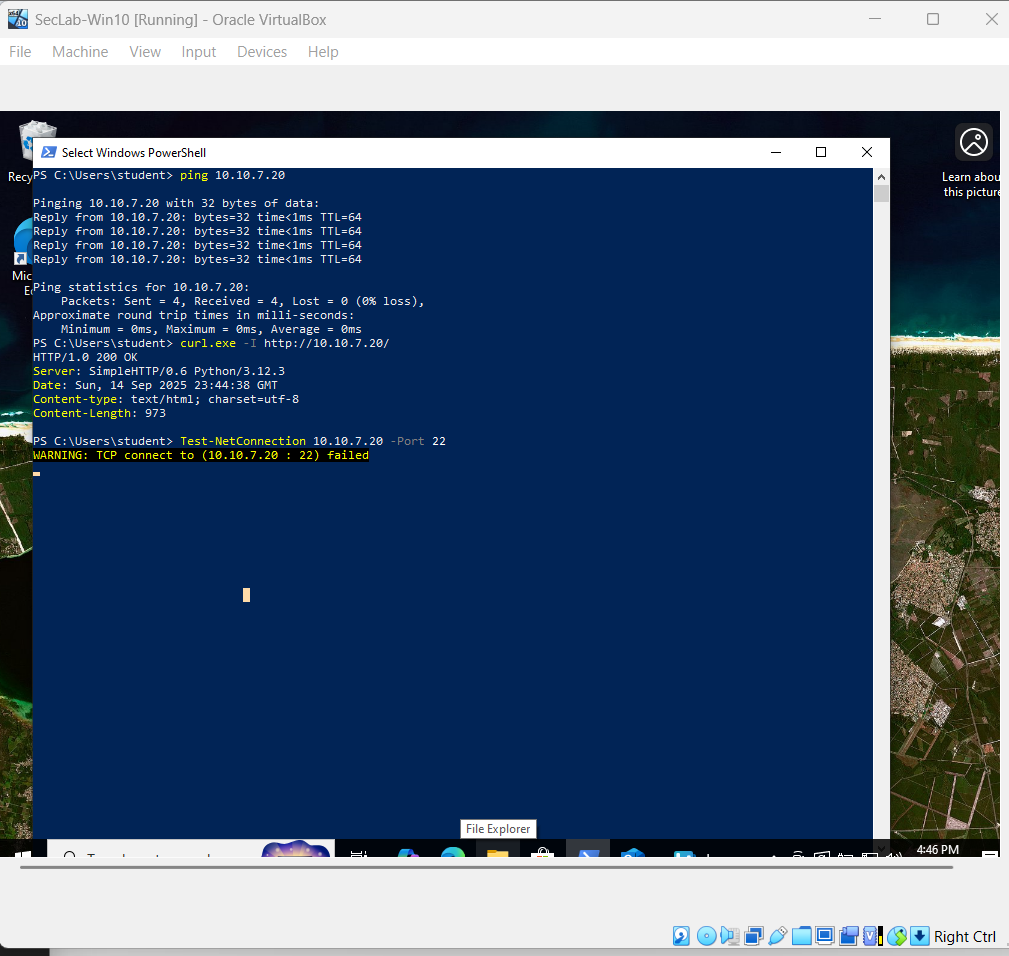 SecLab-Win10 [Running] - Oracle VirtualBox
File Machine View Input Devices Help
Learn about
this picture
Select Windows PowerShell
PS C:\Users\student> ping 10.10.7.20
Pinging 10.10.7.20 with 32 bytes of data:
Reply from 10.10.7.20: bytes=32 time<1ms TTL=64
Reply from 10.10.7.20: bytes=32 time<1ms TTL=64
Reply from 10.10.7.20: bytes=32 time<1ms TTL=64
Reply from 10.10.7.20: bytes=32 time<1ms TTL=64
Ping statistics for 10.10.7.20:
Packets: Sent = 4, Received = 4, Lost = 0 (0% loss),
Approximate round trip times in milli-seconds:
Minimum = 0ms, Maximum = 0ms, Average = 0ms
PS C:\Users\student> curl.exe -I http://10.10.7.20/
HTTP/1.0 200 OK
Server: SimpleHTTP/0.6 Python/3.12.3
Date: Sun, 14 Sep 2025 23:44:38 GMT
Content-type: text/html; charset=utf-8
Content-Length: 973
PS C:\Users\student> Test-NetConnection 10.10.7.20 -Port 22
WARNING: TCP connect to (10.10.7.20 : 22) failed
File Explorer
4:46 PM
Right Ctrl